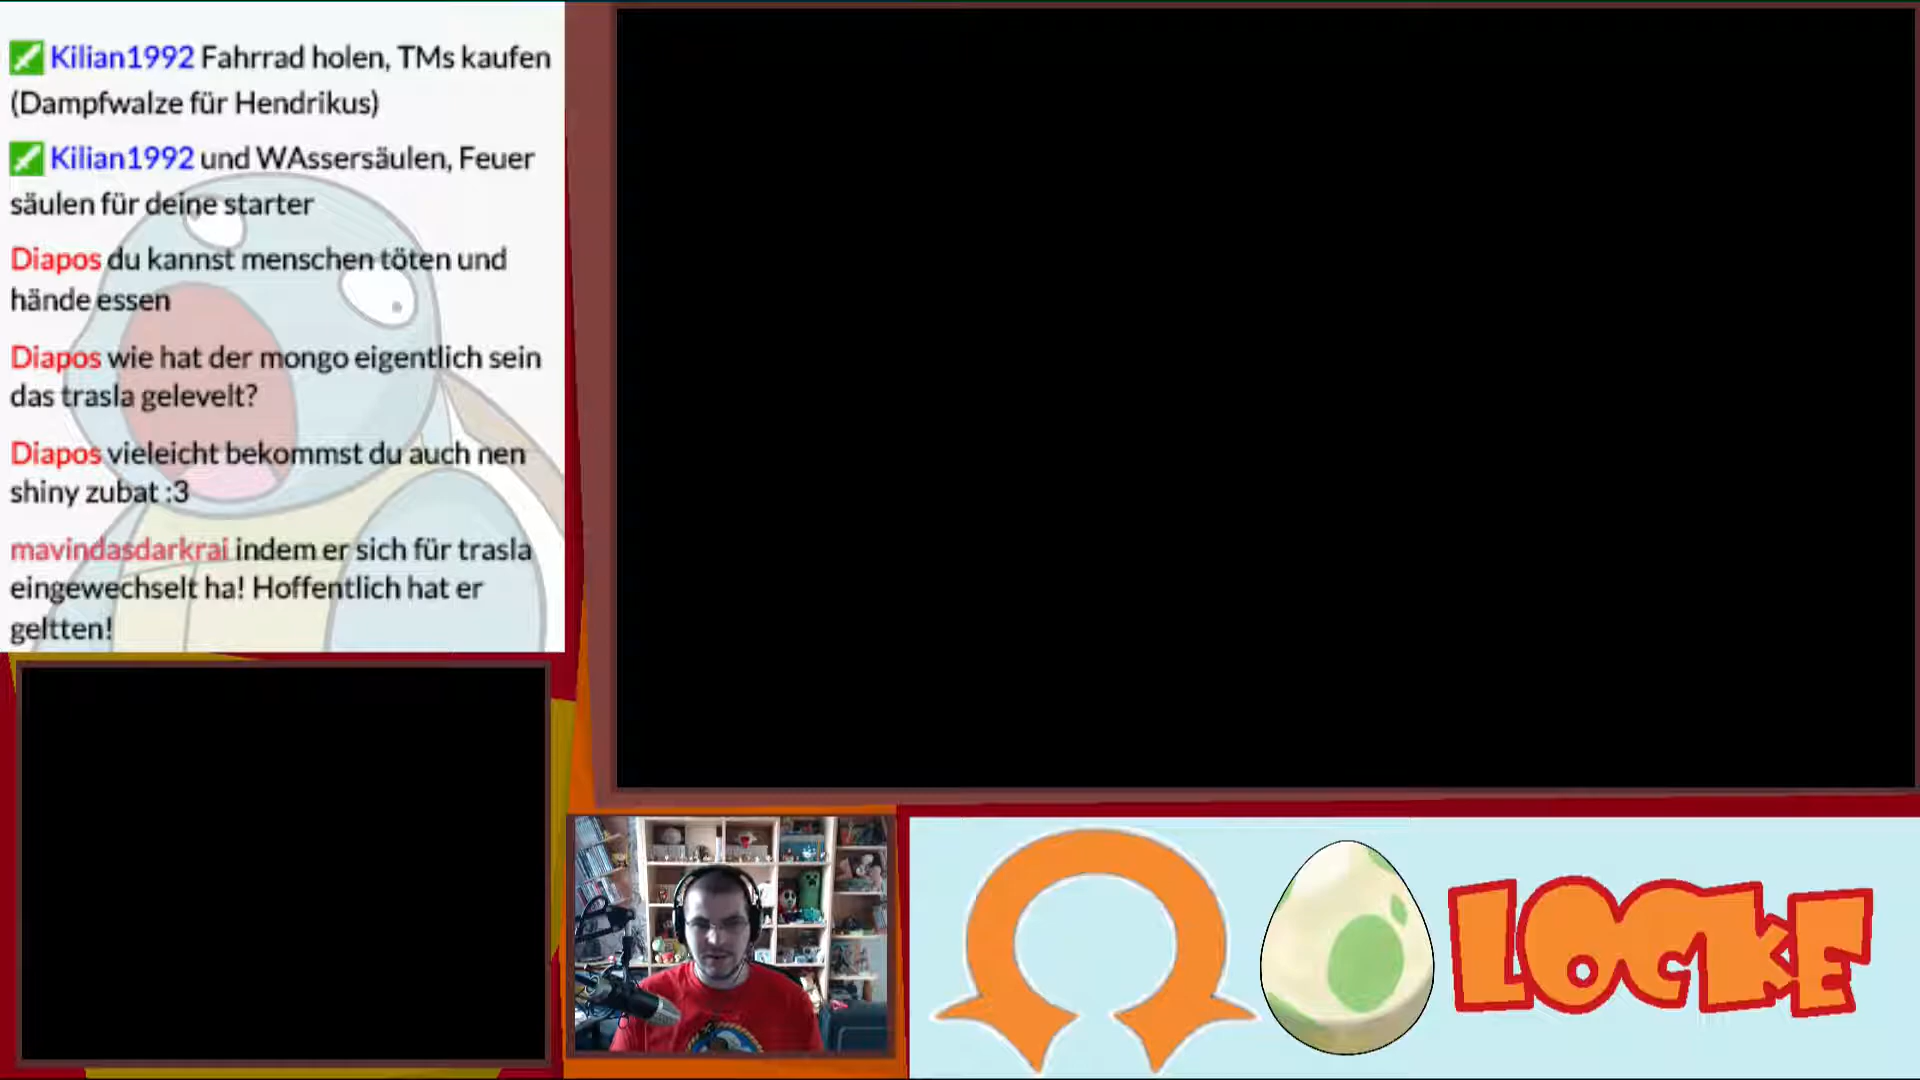 Kilian1992 Fahrrad holen, TMs kaufen
(Dampfwalze für Hendrikus)
Kilian1992 und WAssersäulen, Feuer
säulen für deine starter
Diapos du kannst menschen töten und
hände essen
Diapos wie hat der mongo eigentlich sein
das trasla gelevelt?
Diapos vieleicht bekommst du auch nen
shiny zubat :3
mavindasdarkrai indem er sich für trasla
eingewechselt ha! Hoffentlich hat er
geltten!
LOCKE